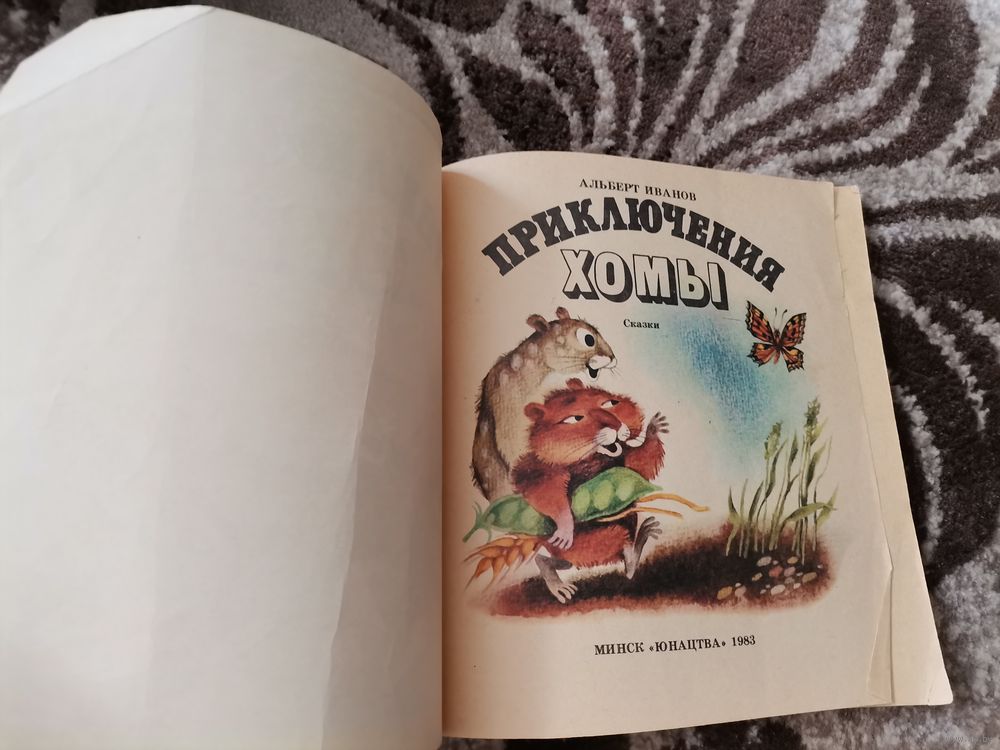 АЛЬБЕРТ ИВАНОВ
ПРИКЛЮЧЕНИЯ
ХОМЫ
Сказки
МИНСК «ЮНАЦТВА» 1983